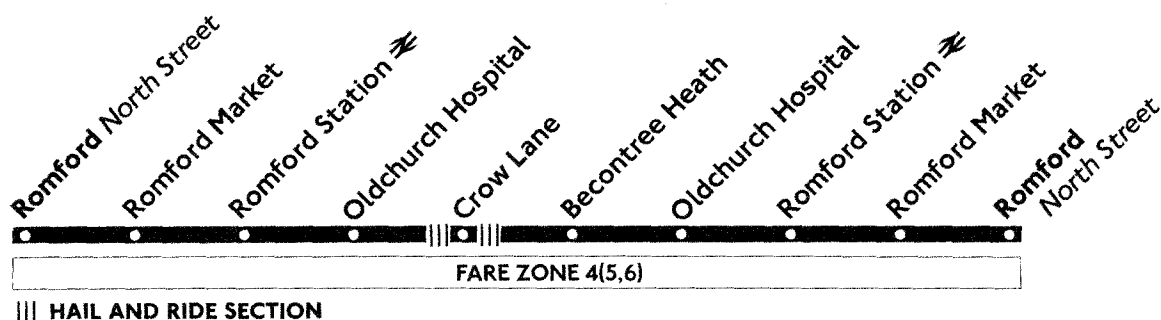 Romford North Street
Romford Market
Romford Station
Oldchurch Hospital
Crow Lane
Becontree Heath
Oldchurch Hospital
Romford Station
Romford Market
Romford
North Street
FARE ZONE 4(5,6)
HAIL AND RIDE SECTION